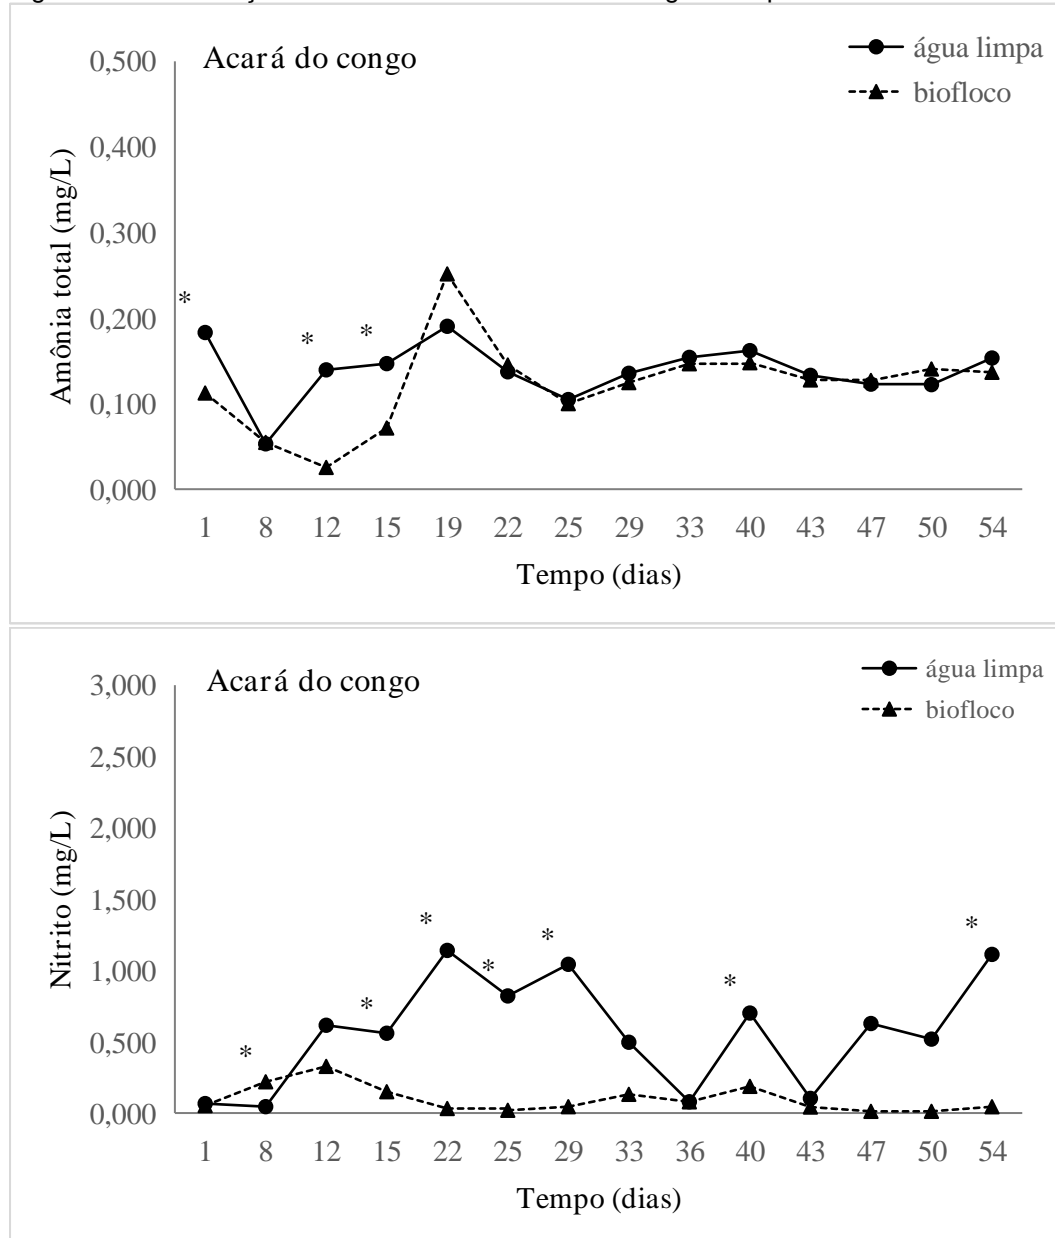 Acará do congo
água limpa
biofloco
0,500
0,400
0,300
0,200
0,100
0,000
Amônia total (mg/L)
* * *
1 8 12 15 19 22 25 29 33 40 43 47 50 54
Tempo (dias)
Acará do congo
água limpa
biofloco
3,000
2,500
2,000
1,500
1,000
0,500
0,000
Nitrito (mg/L)
* * * * * * *
1 8 12 15 22 25 29 33 36 40 43 47 50 54
Tempo (dias)